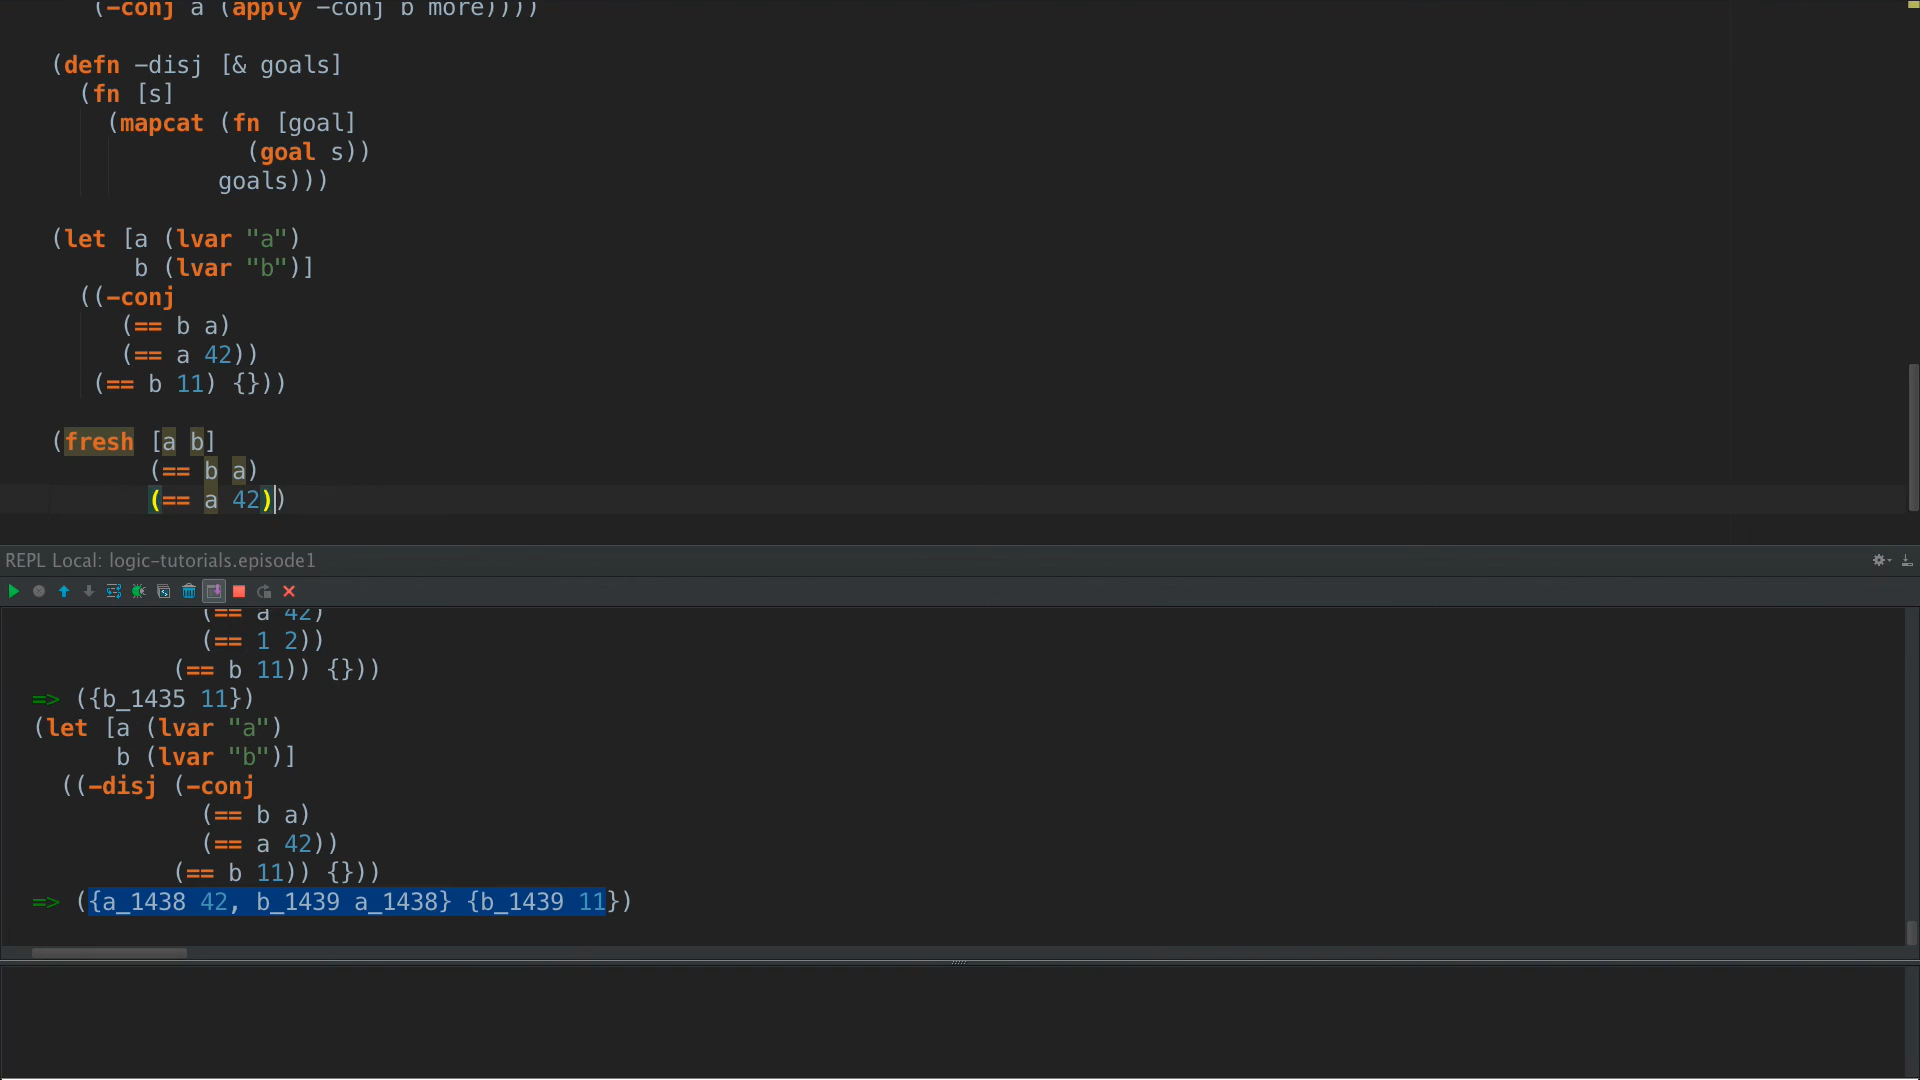 (-conj a (apply -conj b more))))
(defn -disj [& goals]
(fn [s]
(mapcat (fn [goal]
(goal s))
goals)))
(let [a (lvar "a")
b (lvar "b")]
((-conj
(== b a)
(== a 42))
(== b 11) {}))
(fresh [a b]
(== b a)
(== a 42))
REPL Local: logic-tutorials.episode1
(== a 42)
(== 1 2))
(== b 11)) {}))
=> ({b_1435 11})
(let [a (lvar "a")
b (lvar "b")]
((-disj (-conj
(== b a)
(== a 42))
(== b 11)) {}))
=> ({a_1438 42, b_1439 a_1438} {b_1439 11})